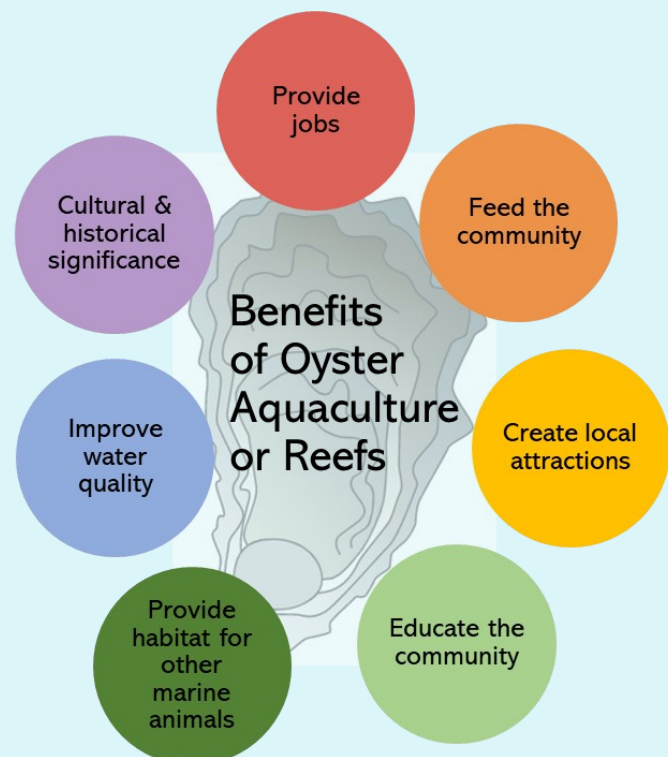 Provide
jobs
Feed the
community
Create local
attractions
Educate the
community
Provide
habitat for
other
marine
animals
Improve
water
quality
Cultural &
historical
significance
Benefits
of Oyster
Aquaculture
or Reefs